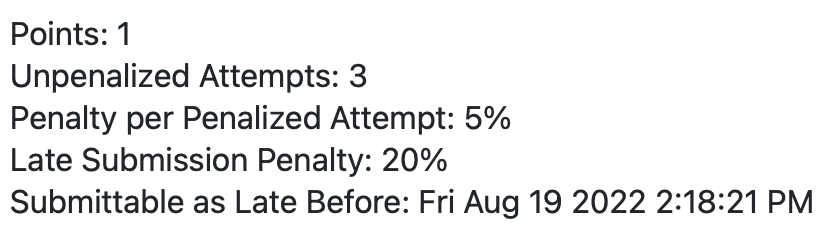 Points: 1
Unpenalized Attempts: 3
Penalty per Penalized Attempt: 5%
Late Submission Penalty: 20%
Submittable as Late Before: Fri Aug 19 2022 2:18:21 PM